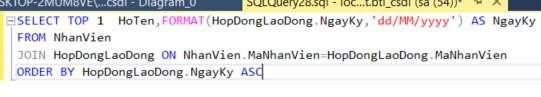 SKTOP-2MUM8VE\...csdl - Diagram_0 SQLQuery28.sql - loc...t.btl_csdl (sa (54))*
SELECT TOP 1 HoTen,FORMAT(HopDongLaoDong.NgayKy,'dd/MM/yyyy') AS NgayKy
FROM NhanVien
JOIN HopDongLaoDong ON NhanVien.MaNhanVien=HopDongLaoDong.MaNhanVien
ORDER BY HopDongLaoDong.NgayKy ASC